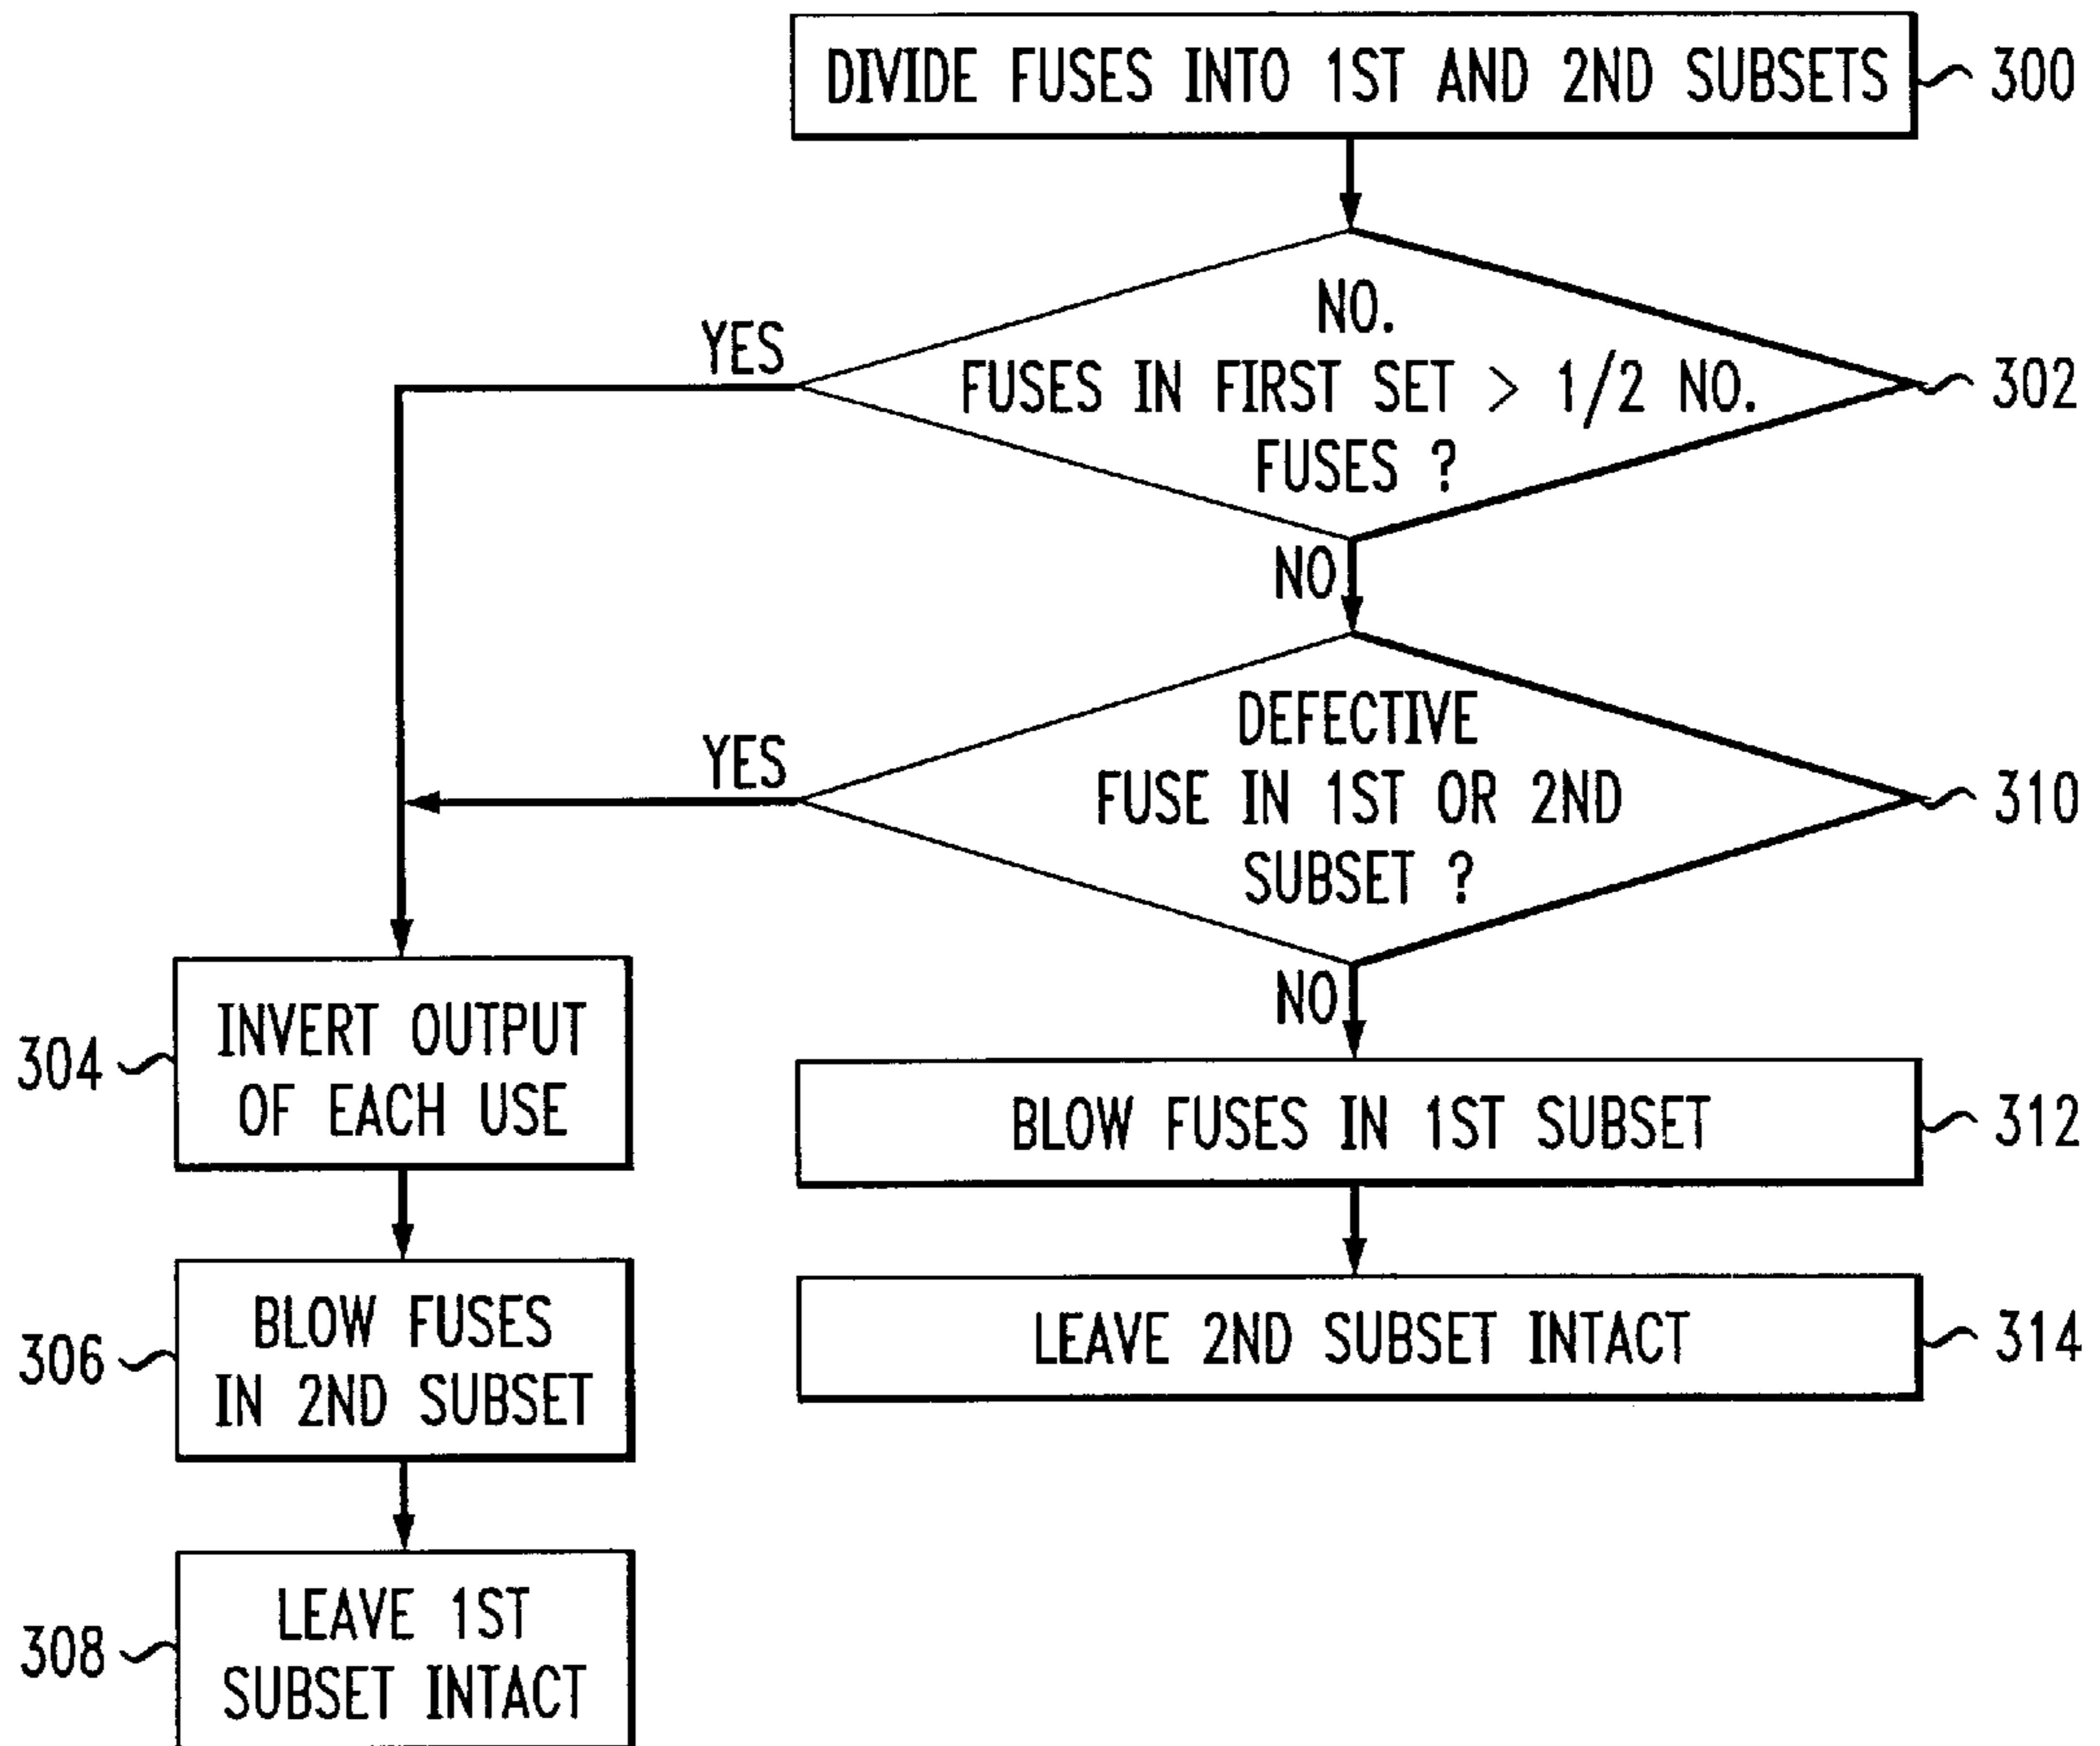 DIVIDE FUSES INTO 1ST AND 2ND SUBSETS
300
NO.
FUSES IN FIRST SET > 1/2 NO.
FUSES ?
302
YES
NO
DEFECTIVE
FUSE IN 1ST OR 2ND
SUBSET ?
310
YES
NO
304
INVERT OUTPUT
OF EACH USE
BLOW FUSES IN 1ST SUBSET
312
306
BLOW FUSES
IN 2ND SUBSET
LEAVE 2ND SUBSET INTACT
314
308
LEAVE 1ST
SUBSET INTACT